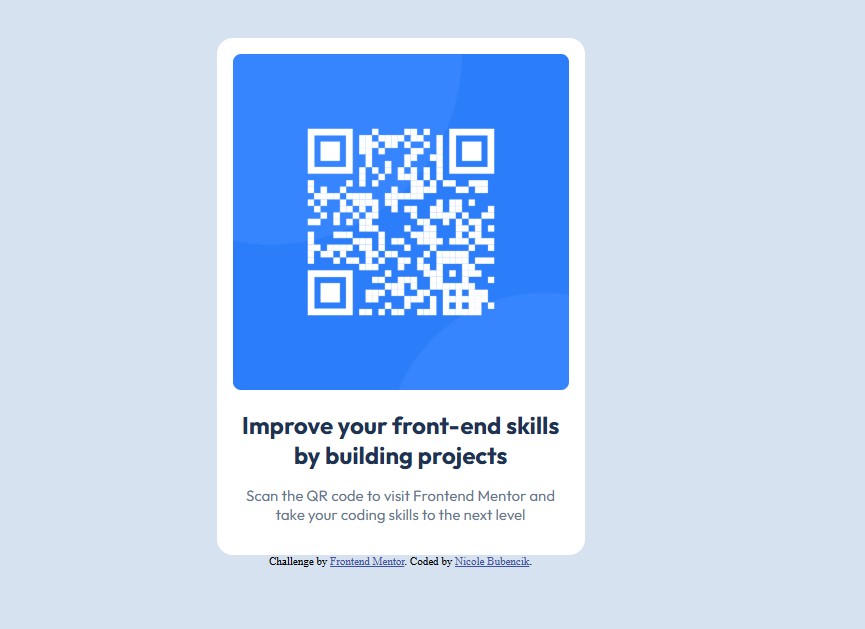 Improve your front-end skills
by building projects
Scan the QR code to visit Frontend Mentor and
take your coding skills to the next level
Challenge by Frontend Mentor. Coded by Nicole Bubencik.